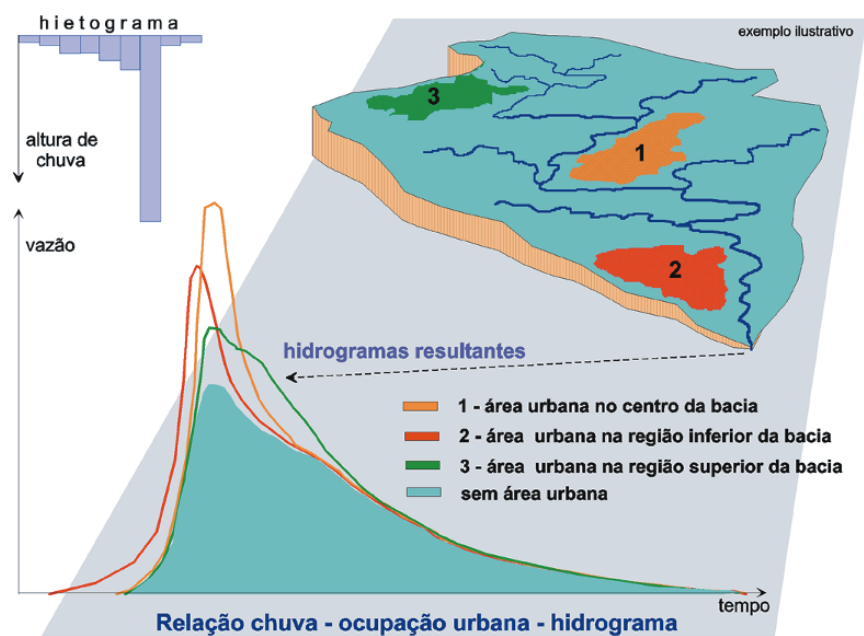 hietograma
exemplo ilustrativo
altura de
chuva
3
1
2
vazão
hidrogramas resultantes
1 - área urbana no centro da bacia
2 - área urbana na região inferior da bacia
3 - área urbana na região superior da bacia
sem área urbana
tempo
Relação chuva - ocupação urbana - hidrograma